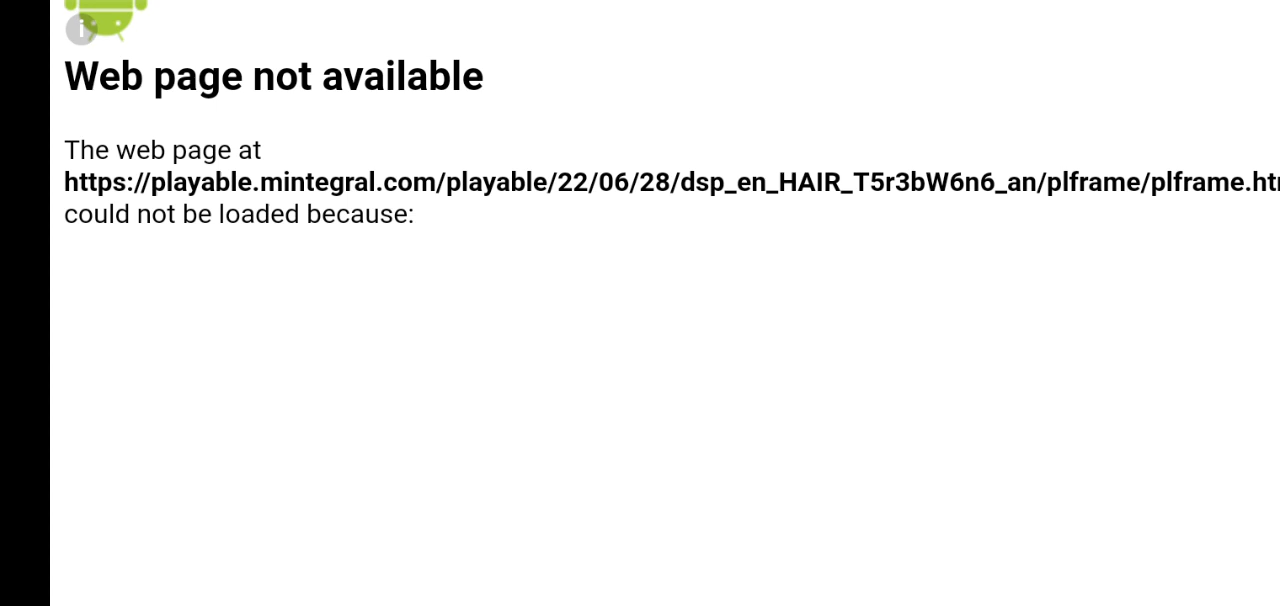 Web page not available
The web page at
https://playable.mintegral.com/playable/22/06/28/dsp_en_HAIR_T5r3bW6n6_an/plframe/plframe.htm
could not be loaded because: